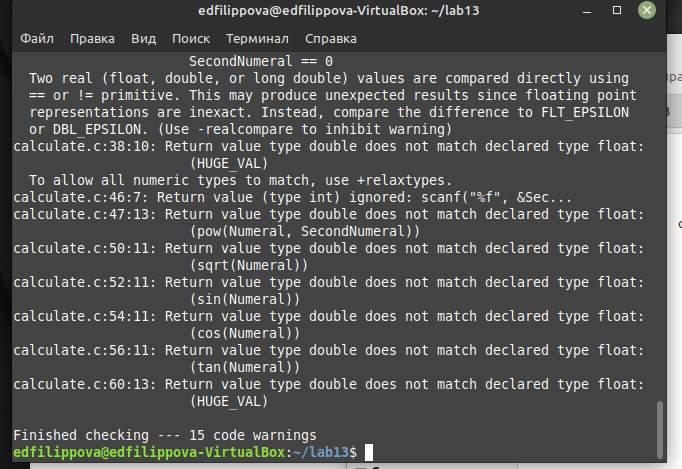 edfilippova@edfilippova-VirtualBox: ~/lab13
Файл Правка Вид Поиск Терминал Справка
SecondNumeral == 0
Two real (float, double, or long double) values are compared directly using
== or != primitive. This may produce unexpected results since floating point
representations are inexact. Instead, compare the difference to FLT_EPSILON
or DBL_EPSILON. (Use -realcompare to inhibit warning)
calculate.c:38:10: Return value type double does not match declared type float:
(HUGE_VAL)
To allow all numeric types to match, use +relaxtypes.
calculate.c:46:7: Return value (type int) ignored: scanf("%f", &Sec...
calculate.c:47:13: Return value type double does not match declared type float:
(pow(Numeral, SecondNumeral))
calculate.c:50:11: Return value type double does not match declared type float:
(sqrt(Numeral))
calculate.c:52:11: Return value type double does not match declared type float:
(sin(Numeral))
calculate.c:54:11: Return value type double does not match declared type float:
(cos(Numeral))
calculate.c:56:11: Return value type double does not match declared type float:
(tan(Numeral))
calculate.c:60:13: Return value type double does not match declared type float:
(HUGE_VAL)
Finished checking --- 15 code warnings
edfilippova@edfilippova-VirtualBox:~/lab13$